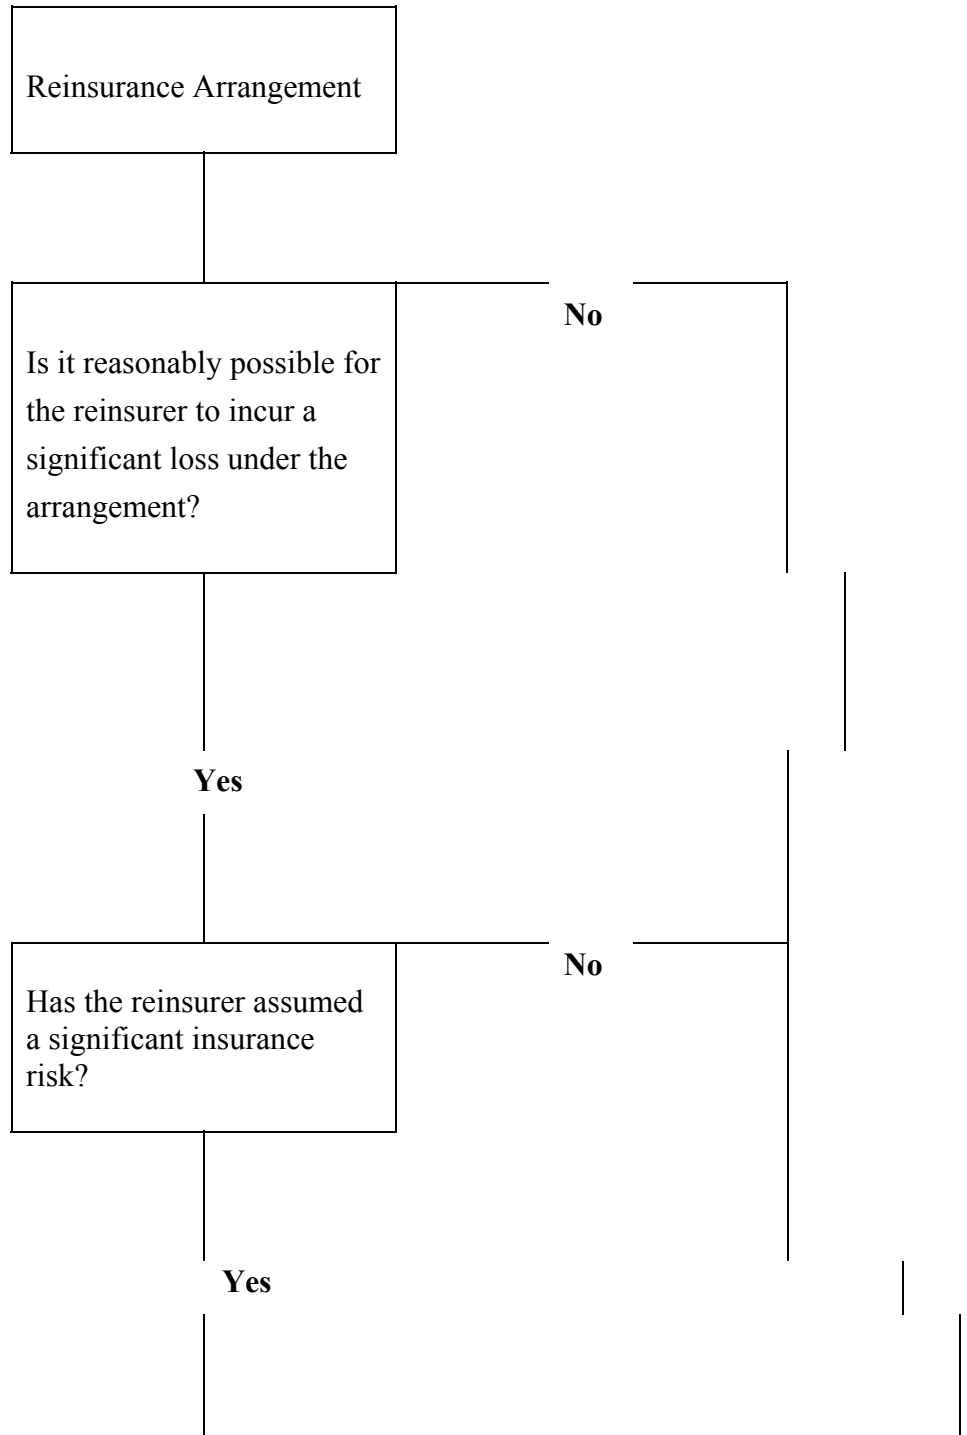 Reinsurance Arrangement
No
Is it reasonably possible for
the reinsurer to incur a
significant loss under the
arrangement?
Yes
No
Has the reinsurer assumed
a significant insurance
risk?
Yes